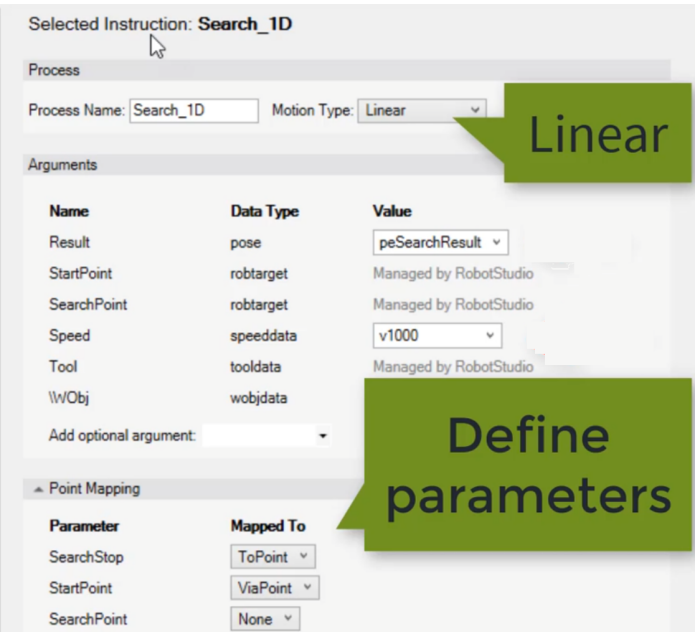 Selected Instruction: Search_1D
Process
Process Name: Search_1D Motion Type: Linear
Linear
Arguments
Name Data Type Value
Result pose peSearchResult
StartPoint robtarget Managed by RobotStudio
SearchPoint robtarget Managed by RobotStudio
Speed speeddata v1000
Tool tooldata Managed by RobotStudio
\WObj wobjdata
Add optional argument:
Define
parameters
Point Mapping
Parameter Mapped To
SearchStop ToPoint
StartPoint ViaPoint
SearchPoint None